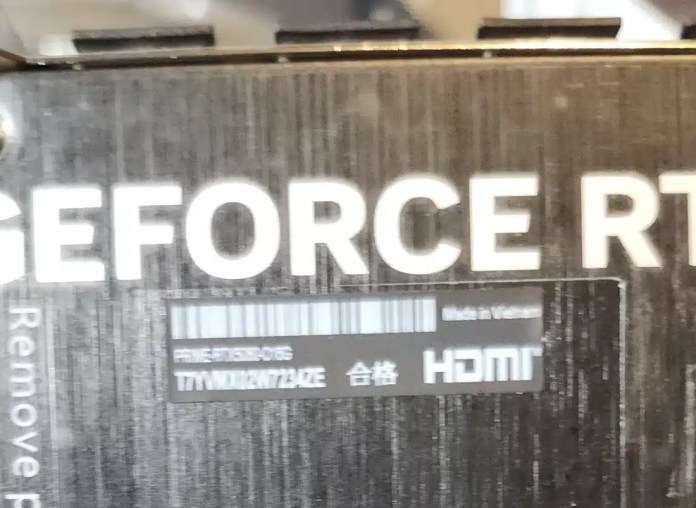 GEFORCE RT
Made in Vietnam
合格
HDMI
Remove p